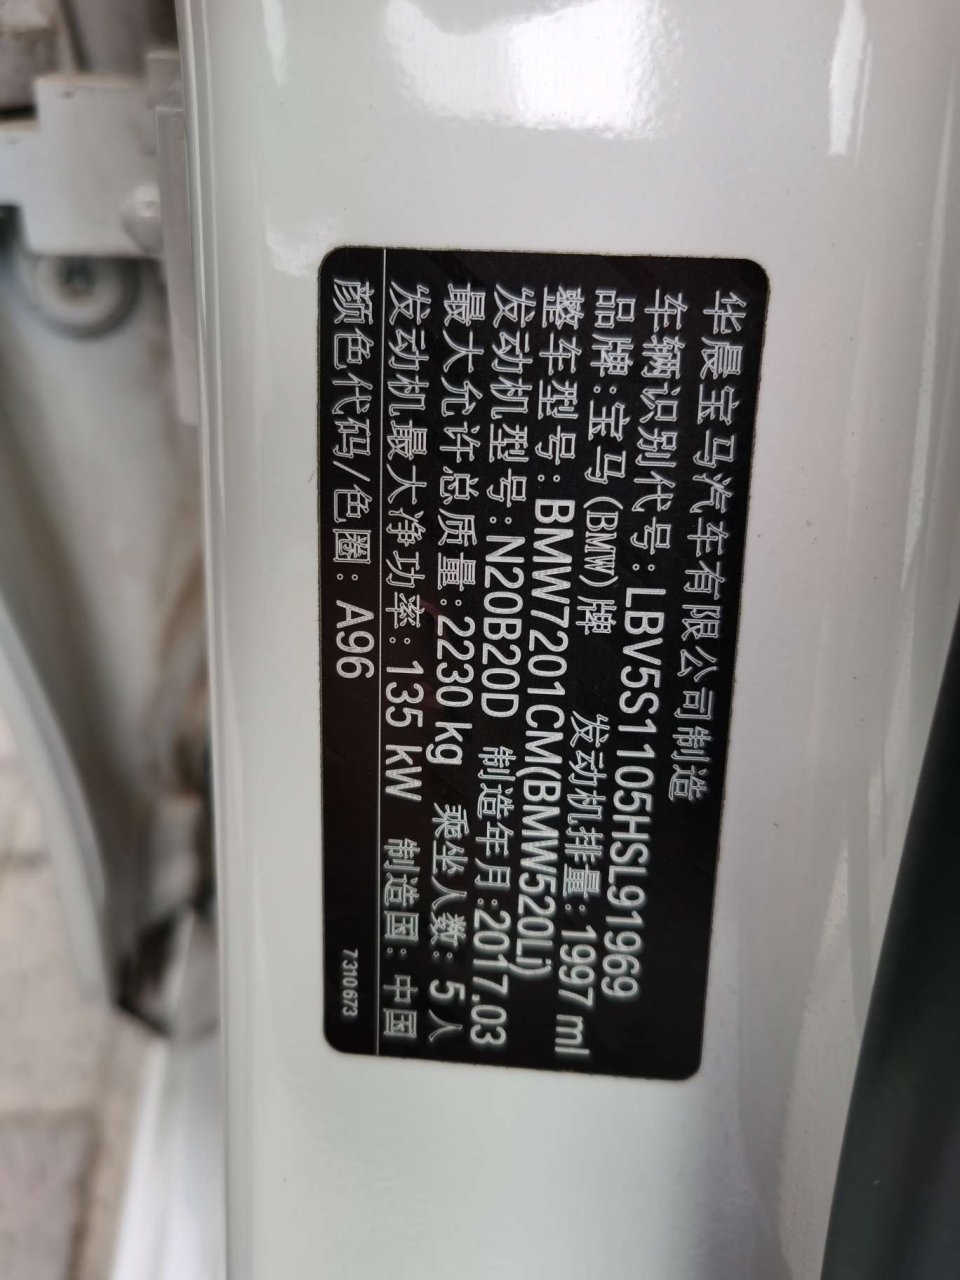 华晨宝马汽车有限公司制造
车辆识别代号:LBV5S1105HSL91969
品牌:宝马(BMW)牌 发动机排量:1997 ml
整车型号:BMW7201CM(BMW520Li)
发动机型号:N20B20D 制造年月:2017.03
最大允许总质量:2230 kg 乘坐人数:5人
发动机最大净功率:135 kW 制造国:中国
颜色代码/色圈:A96 7 310 673